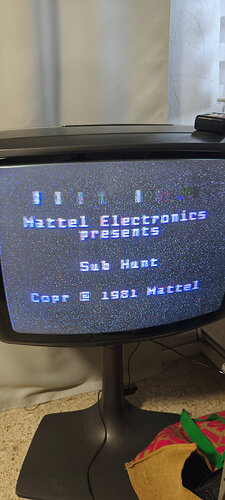 Mattel Electronics
presents
Sub Hunt
Copr @ 1981 Mattel